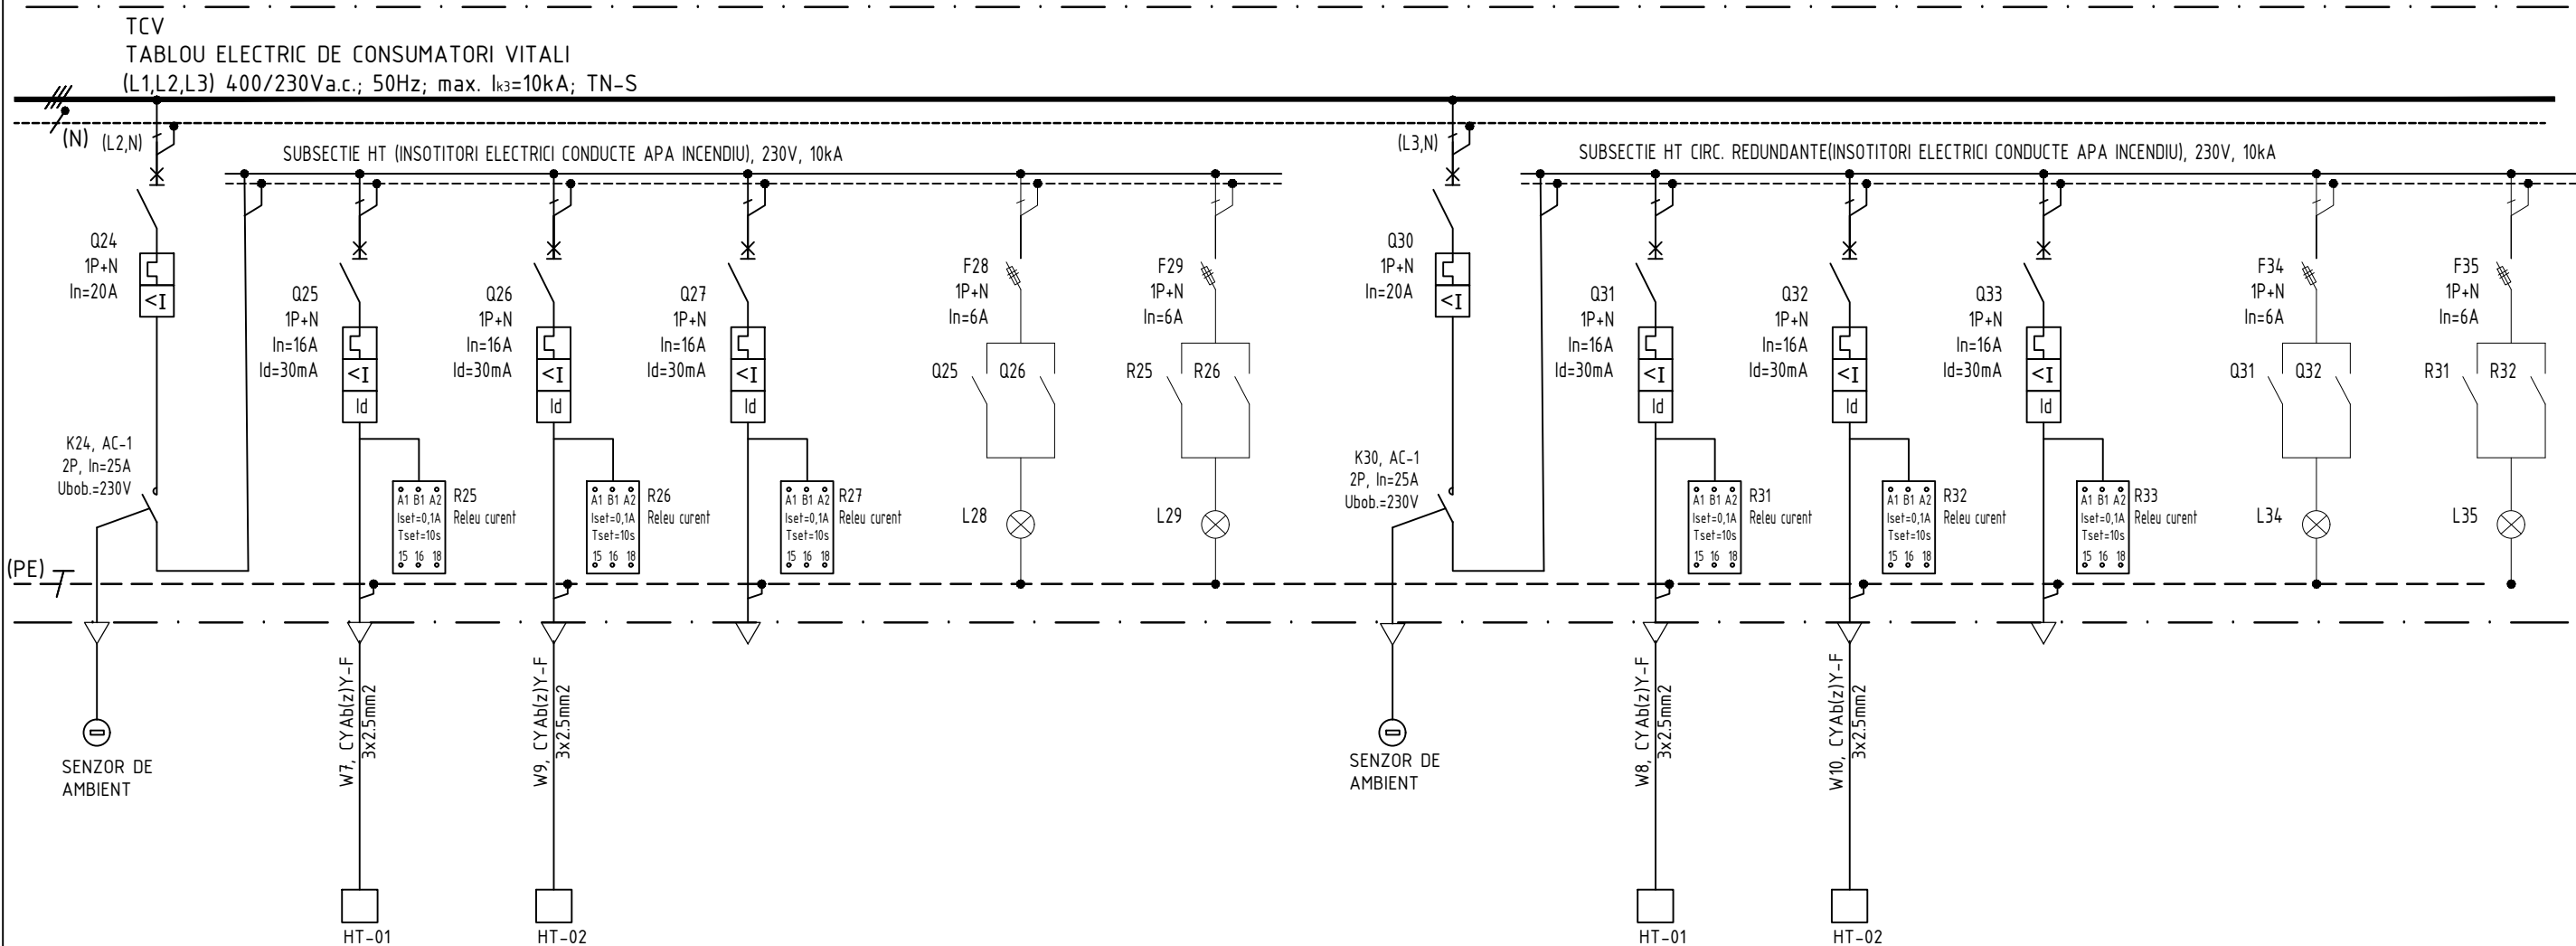 TCV
TABLOU ELECTRIC DE CONSUMATORI VITALI
(L1,L2,L3) 400/230Va.c.; 50Hz; max. Ik3=10kA; TN-S
(N)
(L2,N)
SUBSECTIE HT (INSOTITORI ELECTRICI CONDUCTE APA INCENDIU), 230V, 10kA
Q24
1P+N
In=20A
<I
K24, AC-1
2P, In=25A
Ubob.=230V
Q25
1P+N
In=16A
Id=30mA
<I
Id
Q26
1P+N
In=16A
Id=30mA
<I
Id
Q27
1P+N
In=16A
Id=30mA
<I
Id
A1 B1 A2
Iset=0,1A
Tset=10s
15 16 18
R25
Releu curent
A1 B1 A2
Iset=0,1A
Tset=10s
15 16 18
R26
Releu curent
A1 B1 A2
Iset=0,1A
Tset=10s
15 16 18
R27
Releu curent
F28
1P+N
In=6A
Q25
Q26
L28
F29
1P+N
In=6A
R25
R26
L29
(L3,N)
SUBSECTIE HT CIRC. REDUNDANTE(INSOTITORI ELECTRICI CONDUCTE APA INCENDIU), 230V, 10kA
Q30
1P+N
In=20A
<I
K30, AC-1
2P, In=25A
Ubob.=230V
Q31
1P+N
In=16A
Id=30mA
<I
Id
Q32
1P+N
In=16A
Id=30mA
<I
Id
Q33
1P+N
In=16A
Id=30mA
<I
Id
A1 B1 A2
Iset=0,1A
Tset=10s
15 16 18
R31
Releu curent
A1 B1 A2
Iset=0,1A
Tset=10s
15 16 18
R32
Releu curent
A1 B1 A2
Iset=0,1A
Tset=10s
15 16 18
R33
Releu curent
F34
1P+N
In=6A
Q31
Q32
L34
F35
1P+N
In=6A
R31
R32
L35
(PE)
SENZOR DE
AMBIENT
W7, CYAb(z)Y-F
3x2.5mm2
HT-01
W9, CYAb(z)Y-F
3x2.5mm2
HT-02
SENZOR DE
AMBIENT
W8, CYAb(z)Y-F
3x2.5mm2
HT-01
W10, CYAb(z)Y-F
3x2.5mm2
HT-02